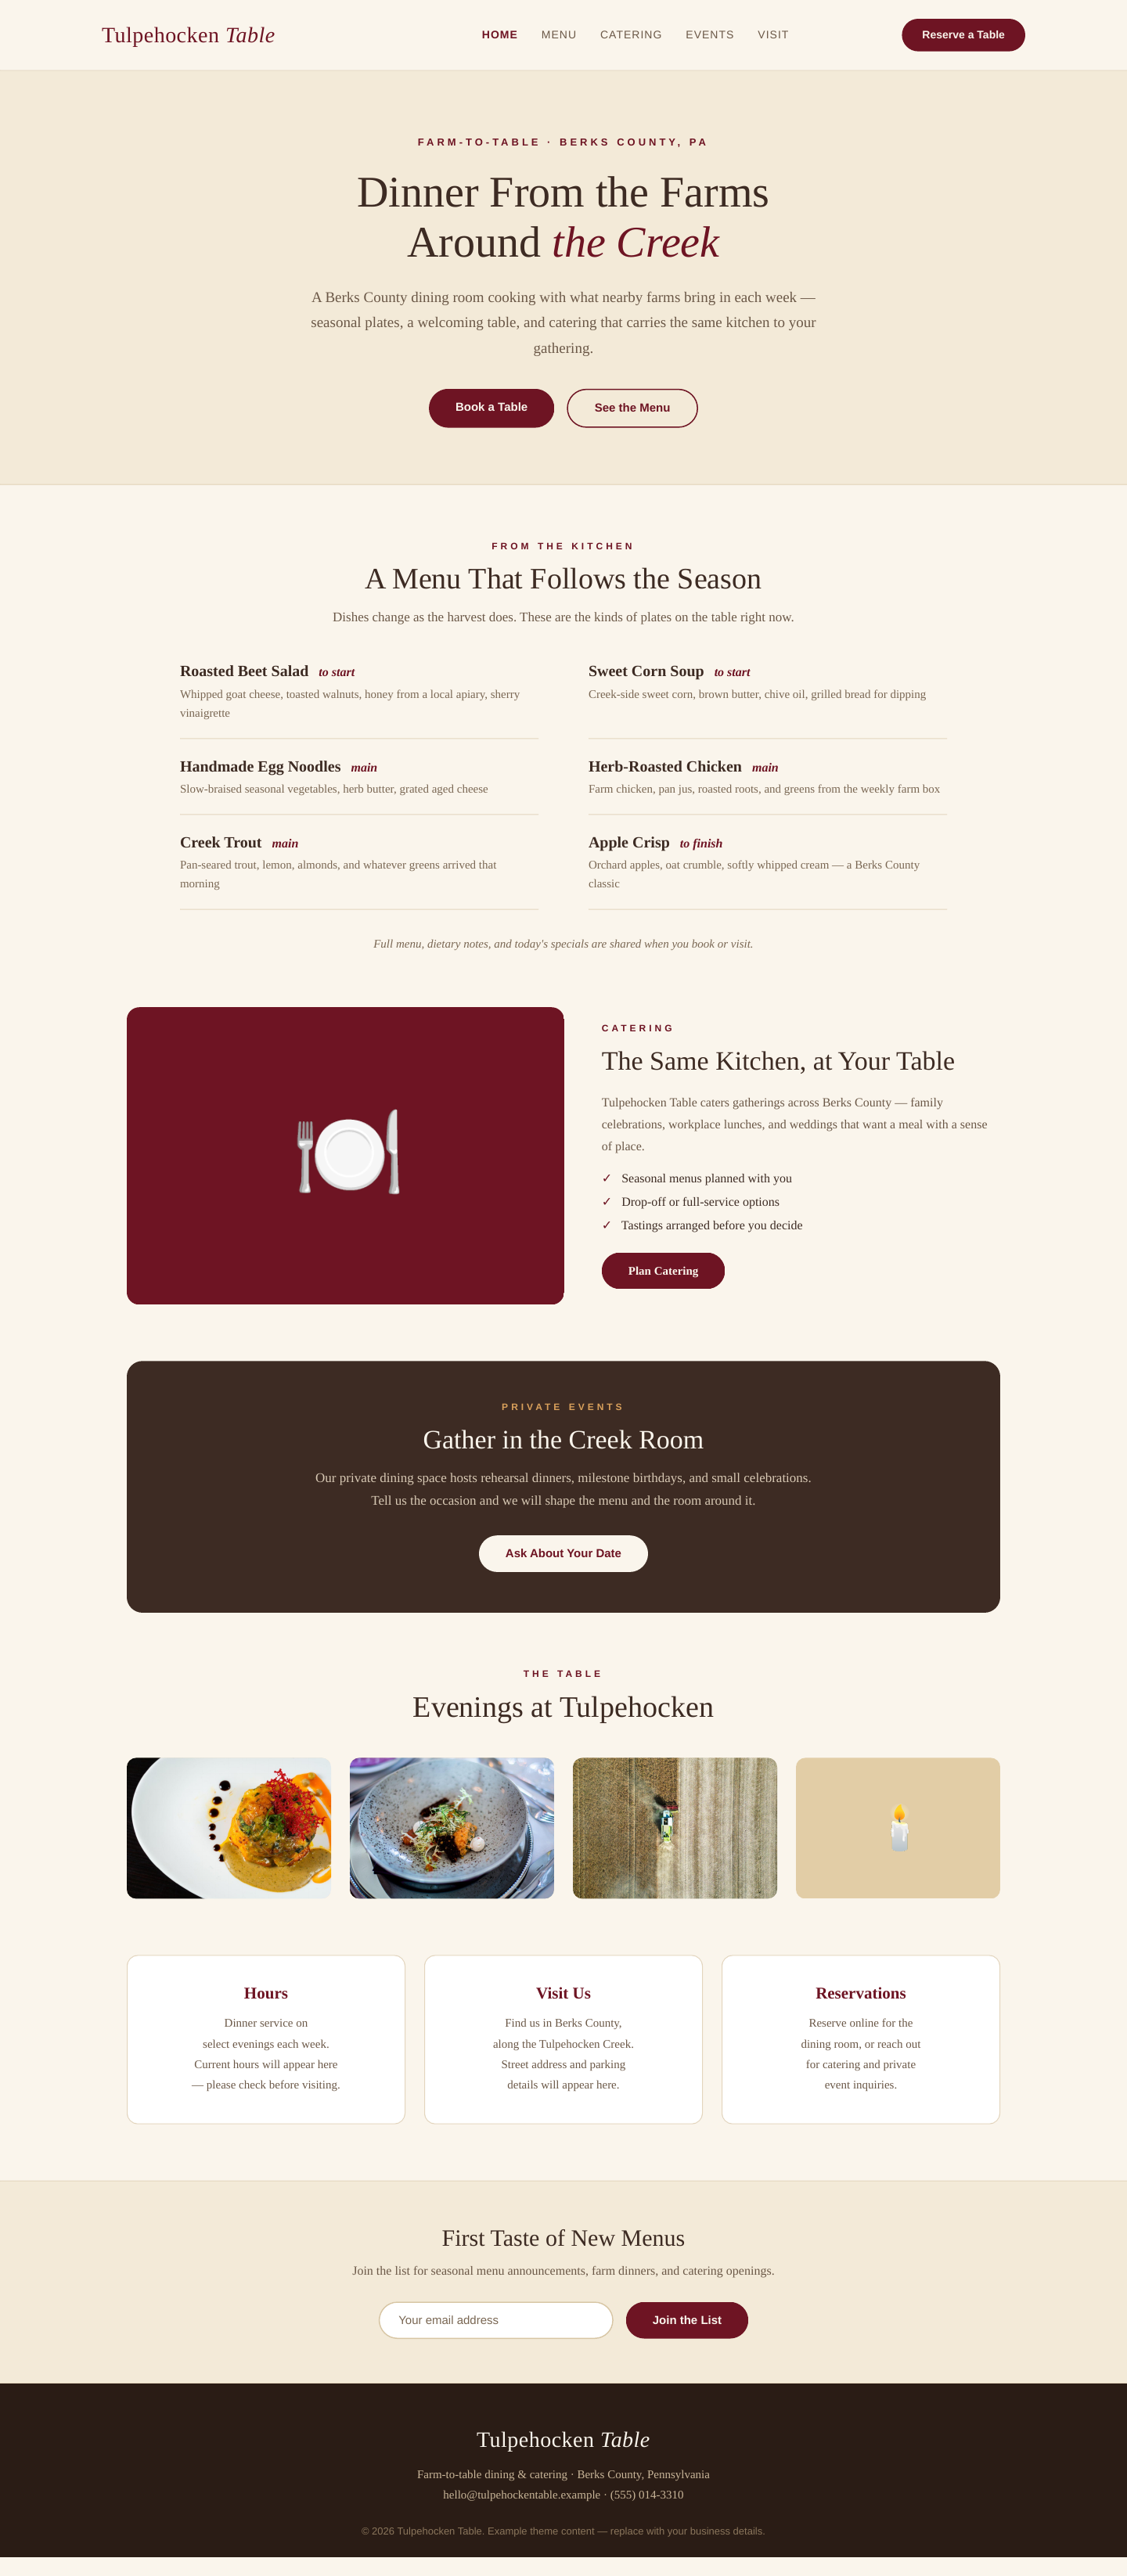 Tulpehocken Table
HOME MENU CATERING EVENTS VISIT
Reserve a Table
FARM-TO-TABLE · BERKS COUNTY, PA
Dinner From the Farms
Around the Creek
A Berks County dining room cooking with what nearby farms bring in each week —
seasonal plates, a welcoming table, and catering that carries the same kitchen to your
gathering.
Book a Table
See the Menu
FROM THE KITCHEN
A Menu That Follows the Season
Dishes change as the harvest does. These are the kinds of plates on the table right now.
Roasted Beet Salad to start
Whipped goat cheese, toasted walnuts, honey from a local apiary, sherry
vinaigrette
Sweet Corn Soup to start
Creek-side sweet corn, brown butter, chive oil, grilled bread for dipping
Handmade Egg Noodles main
Slow-braised seasonal vegetables, herb butter, grated aged cheese
Herb-Roasted Chicken main
Farm chicken, pan jus, roasted roots, and greens from the weekly farm box
Creek Trout main
Pan-seared trout, lemon, almonds, and whatever greens arrived that
morning
Apple Crisp to finish
Orchard apples, oat crumble, softly whipped cream — a Berks County
classic
Full menu, dietary notes, and today's specials are shared when you book or visit.
CATERING
The Same Kitchen, at Your Table
Tulpehocken Table caters gatherings across Berks County — family
celebrations, workplace lunches, and weddings that want a meal with a sense
of place.
✓ Seasonal menus planned with you
✓ Drop-off or full-service options
✓ Tastings arranged before you decide
Plan Catering
PRIVATE EVENTS
Gather in the Creek Room
Our private dining space hosts rehearsal dinners, milestone birthdays, and small celebrations.
Tell us the occasion and we will shape the menu and the room around it.
Ask About Your Date
THE TABLE
Evenings at Tulpehocken
Hours
Dinner service on
select evenings each week.
Current hours will appear here
— please check before visiting.
Visit Us
Find us in Berks County,
along the Tulpehocken Creek.
Street address and parking
details will appear here.
Reservations
Reserve online for the
dining room, or reach out
for catering and private
event inquiries.
First Taste of New Menus
Join the list for seasonal menu announcements, farm dinners, and catering openings.
Your email address
Join the List
Tulpehocken Table
Farm-to-table dining & catering · Berks County, Pennsylvania
hello@tulpehockentable.example · (555) 014-3310
© 2026 Tulpehocken Table. Example theme content — replace with your business details.